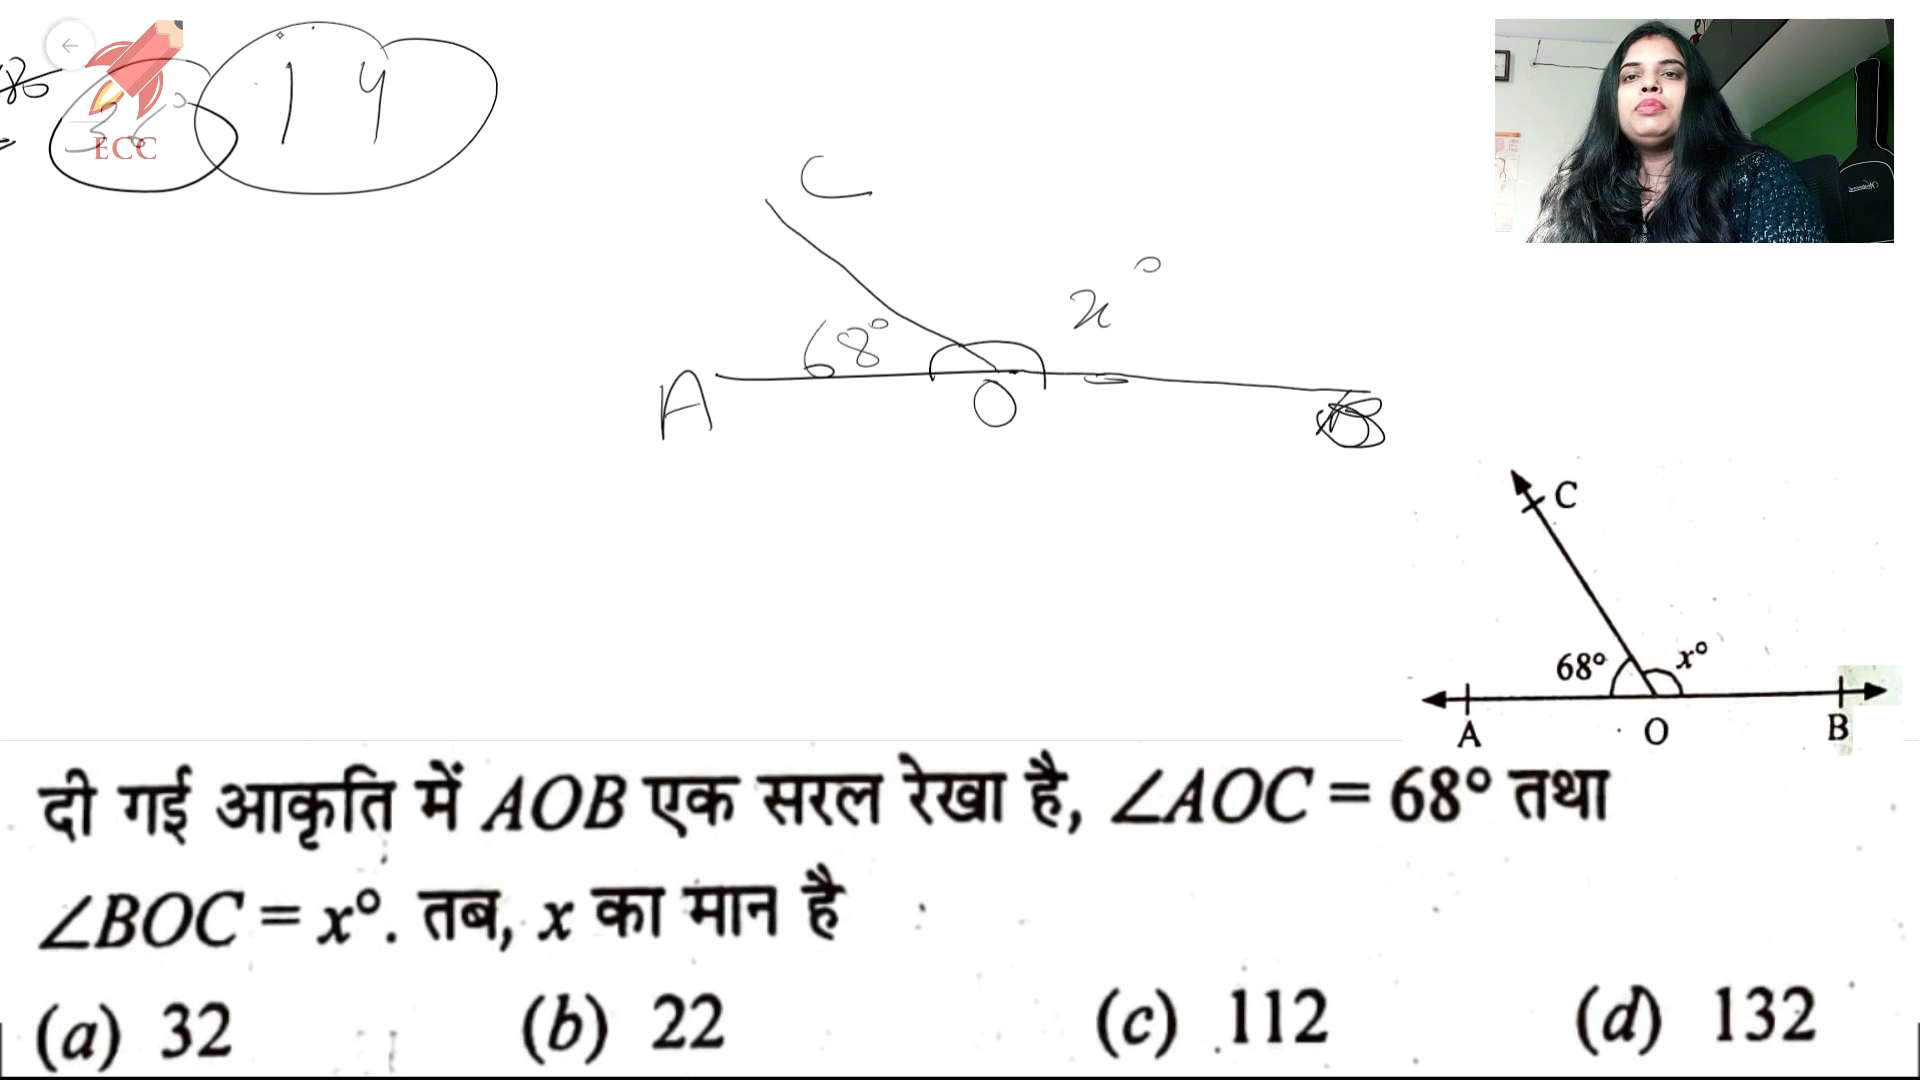 ECC
14
C
x°
68°
A
O
B
C
68°
x°
A
O
B
दी गई आकृति में AOB एक सरल रेखा है, ∠AOC = 68° तथा
∠BOC = x°. तब, x का मान है
(a) 32 (b) 22 (c) 112 (d) 132